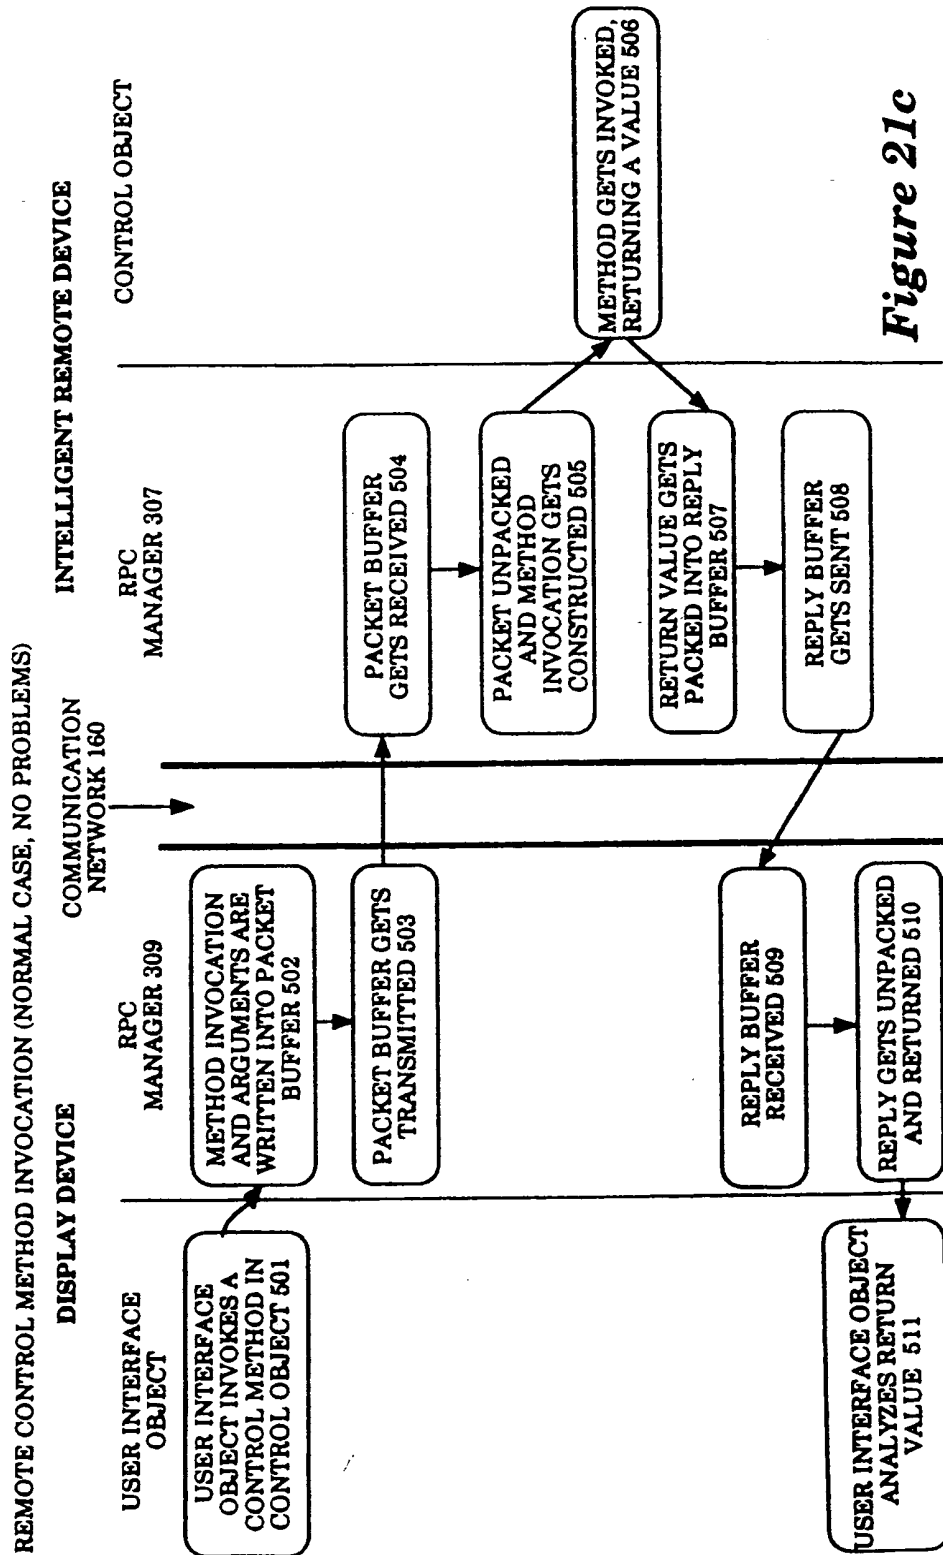 REMOTE CONTROL METHOD INVOCATION (NORMAL CASE, NO PROBLEMS)
DISPLAY DEVICE
INTELLIGENT REMOTE DEVICE
USER INTERFACE
OBJECT
RPC
MANAGER 309
COMMUNICATION
NETWORK 160
RPC
MANAGER 307
CONTROL OBJECT
USER INTERFACE
OBJECT INVOKES A
CONTROL METHOD IN
CONTROL OBJECT 501
METHOD INVOCATION
AND ARGUMENTS ARE
WRITTEN INTO PACKET
BUFFER 502
PACKET BUFFER GETS
TRANSMITTED 503
PACKET BUFFER
GETS RECEIVED 504
PACKET UNPACKED
AND METHOD
INVOCATION GETS
CONSTRUCTED 505
METHOD GETS INVOKED,
RETURNING A VALUE 506
RETURN VALUE GETS
PACKED INTO REPLY
BUFFER 507
REPLY BUFFER
GETS SENT 508
REPLY BUFFER
RECEIVED 509
REPLY GETS UNPACKED
AND RETURNED 510
USER INTERFACE OBJECT
ANALYZES RETURN
VALUE 511
Figure 21c